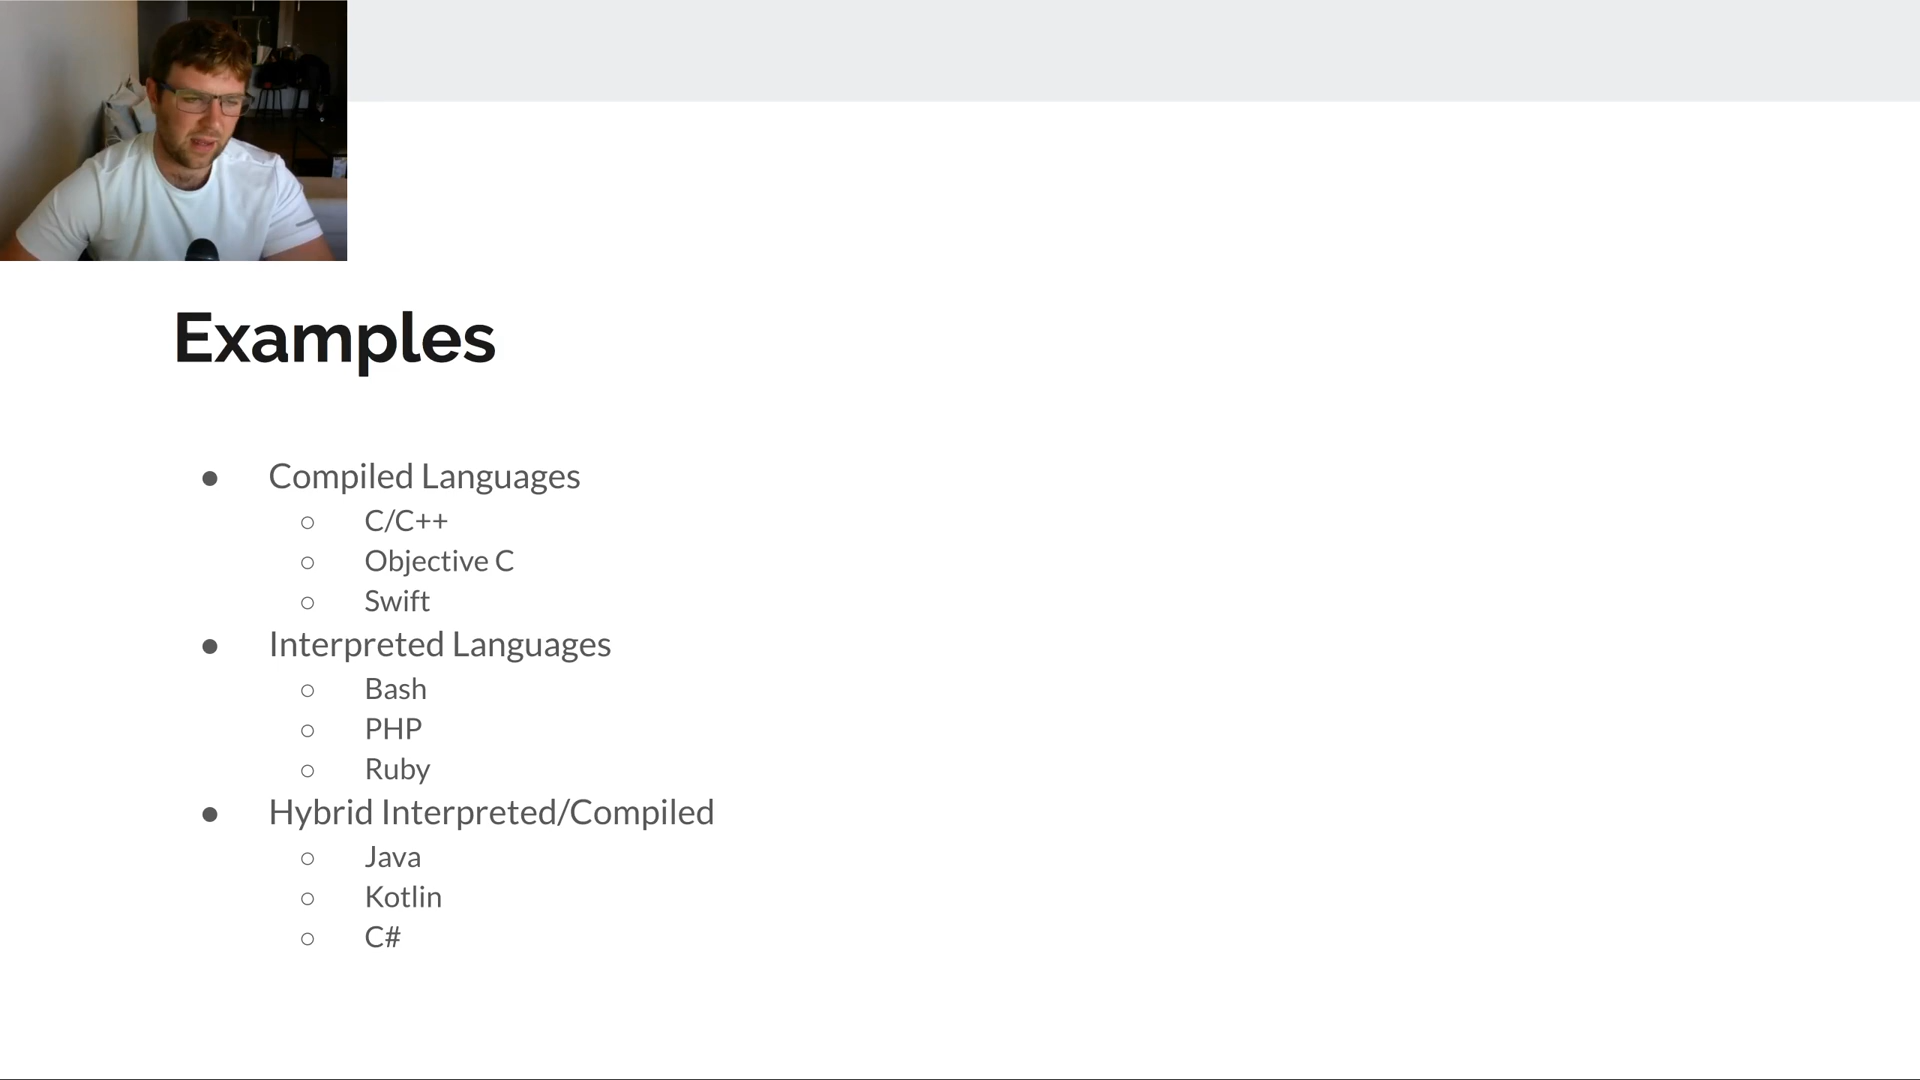 Examples
● Compiled Languages
○ C/C++
○ Objective C
○ Swift
● Interpreted Languages
○ Bash
○ PHP
○ Ruby
● Hybrid Interpreted/Compiled
○ Java
○ Kotlin
○ C#